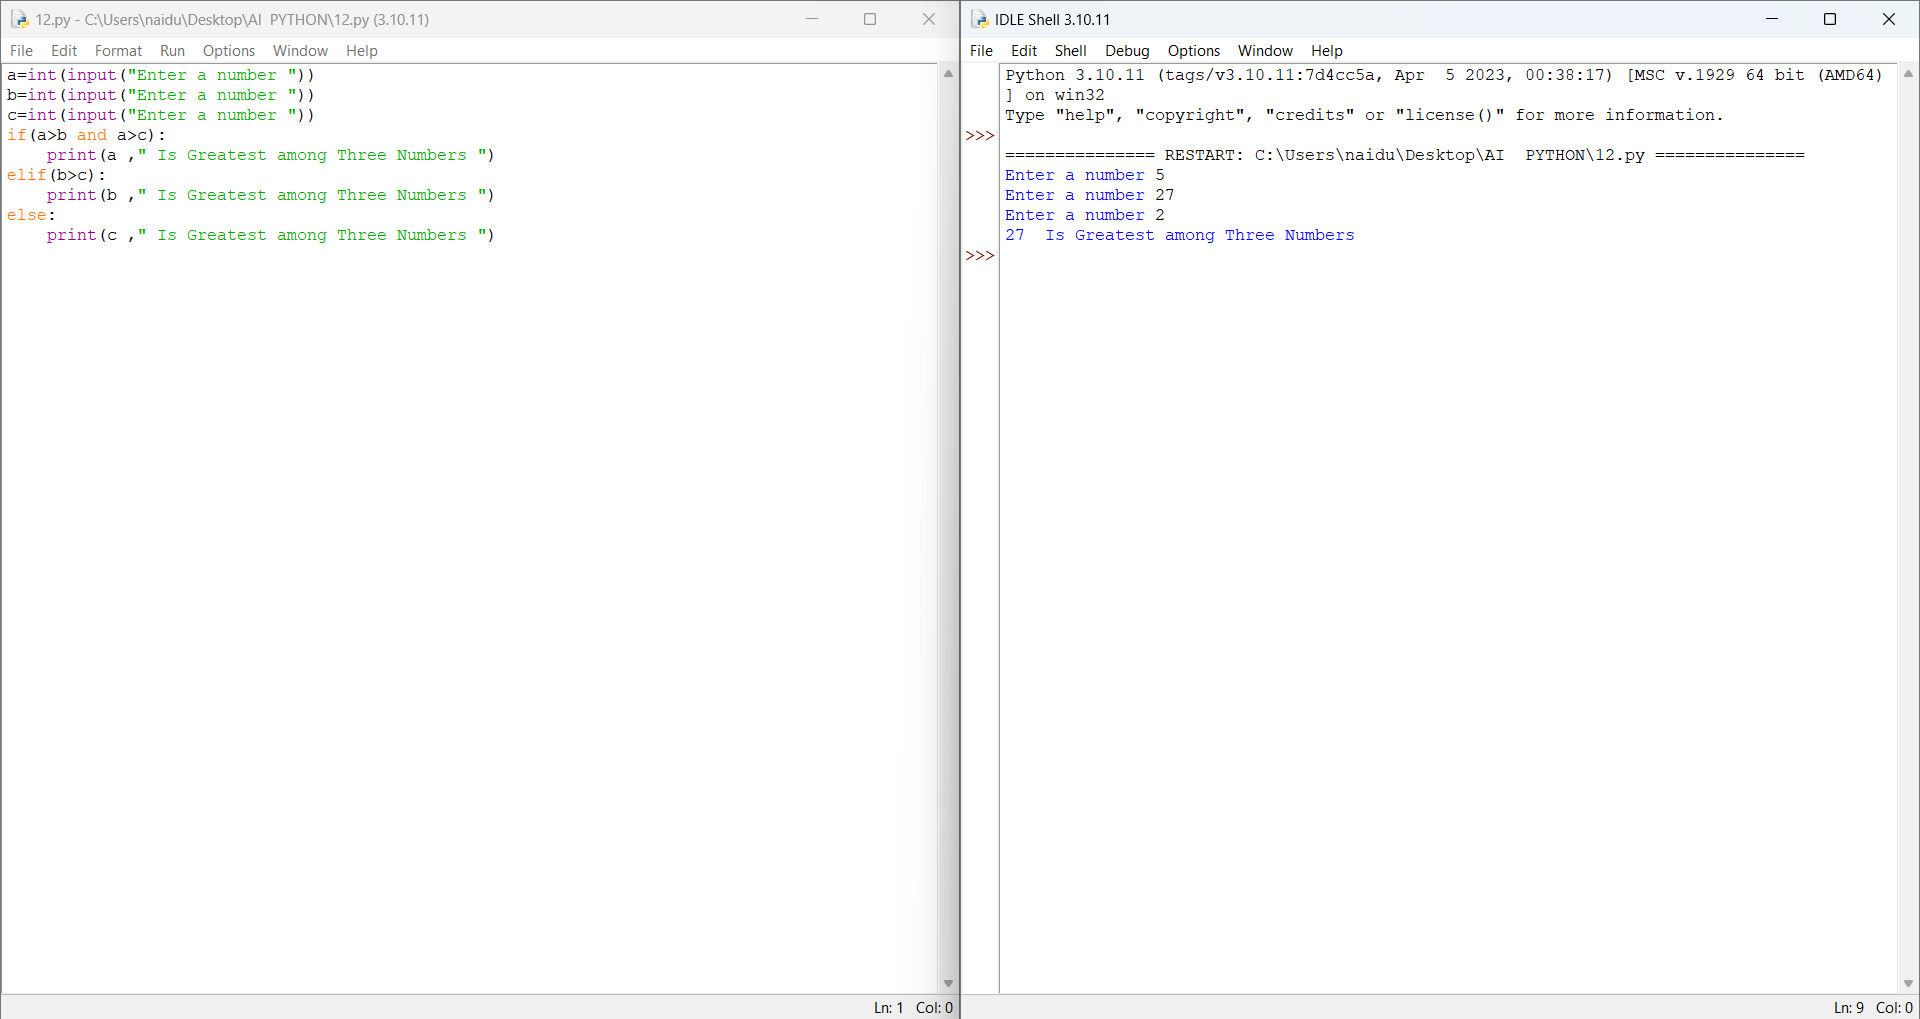 12.py - C:\Users\naidu\Desktop\AI  PYTHON\12.py (3.10.11)
File Edit Format Run Options Window Help
a=int(input("Enter a number "))
b=int(input("Enter a number "))
c=int(input("Enter a number "))
if(a>b and a>c):
    print(a ," Is Greatest among Three Numbers ")
elif(b>c):
    print(b ," Is Greatest among Three Numbers ")
else:
    print(c ," Is Greatest among Three Numbers ")
Ln: 1 Col: 0
IDLE Shell 3.10.11
File Edit Shell Debug Options Window Help
Python 3.10.11 (tags/v3.10.11:7d4cc5a, Apr  5 2023, 00:38:17) [MSC v.1929 64 bit (AMD64)
] on win32
Type "help", "copyright", "credits" or "license()" for more information.
>>>
=============== RESTART: C:\Users\naidu\Desktop\AI  PYTHON\12.py ===============
Enter a number 5
Enter a number 27
Enter a number 2
27  Is Greatest among Three Numbers
>>>
Ln: 9 Col: 0